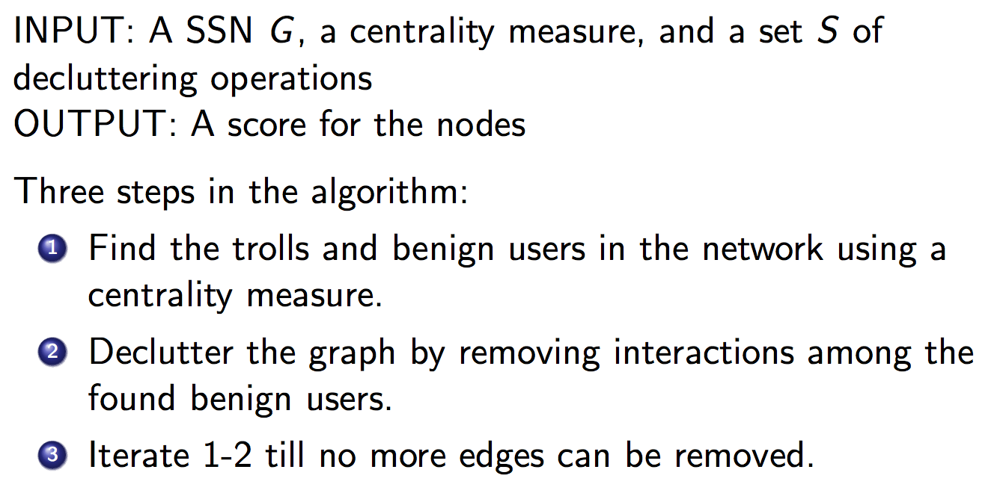 INPUT: A SSN G, a centrality measure, and a set S of
decluttering operations
OUTPUT: A score for the nodes
Three steps in the algorithm:
1 Find the trolls and benign users in the network using a
centrality measure.
2 Declutter the graph by removing interactions among the
found benign users.
3 Iterate 1-2 till no more edges can be removed.